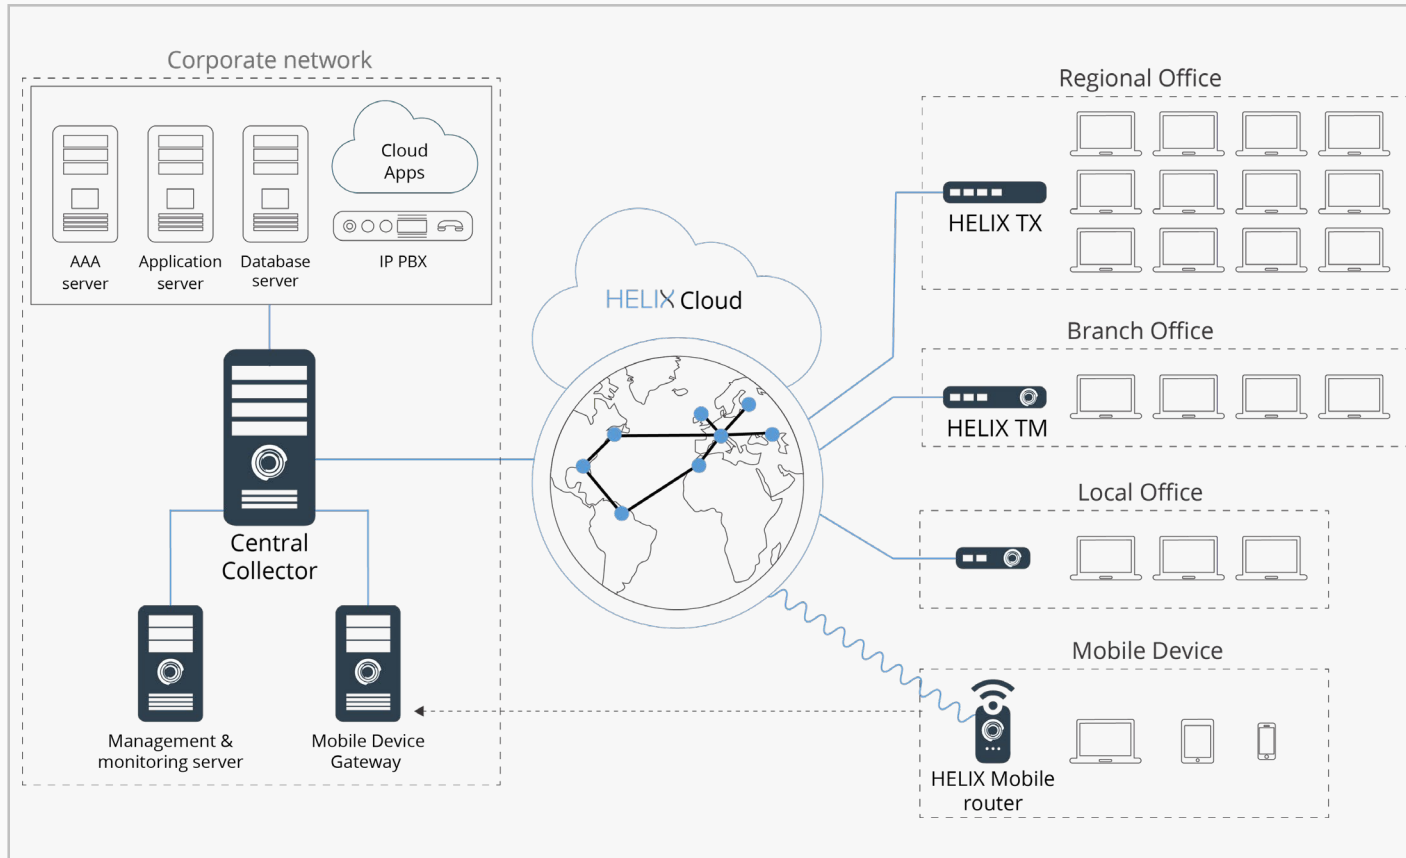 Corporate network
Cloud
Apps
AAA
server
Application
server
Database
server
IP PBX
Central
Collector
Management &
monitoring server
Mobile Device
Gateway
HELIX Cloud
Regional Office
HELIX TX
Branch Office
HELIX TM
Local Office
Mobile Device
HELIX Mobile
router